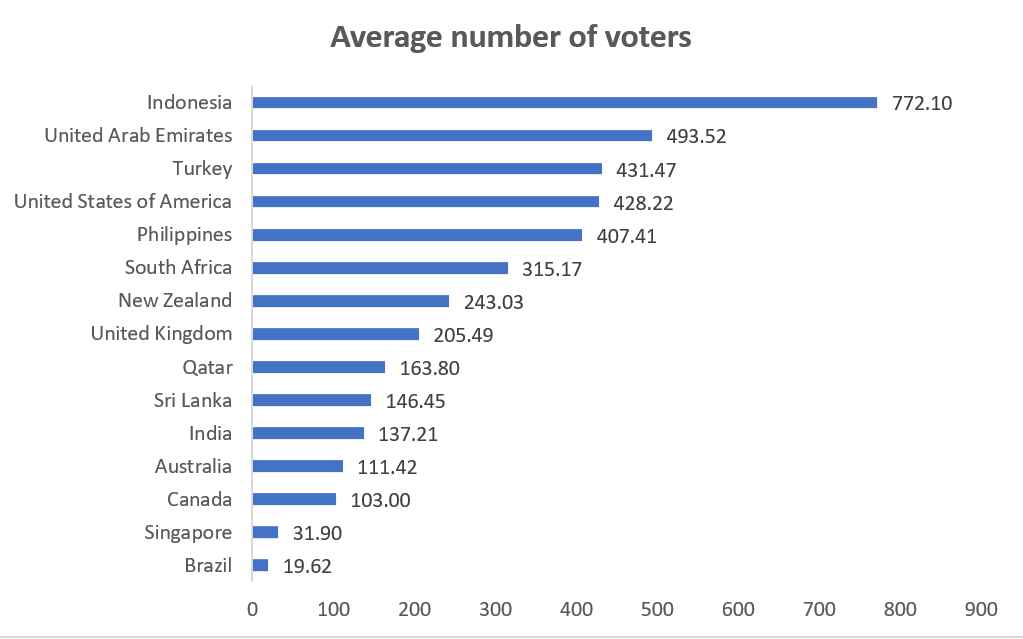 Average number of voters
Indonesia 772.10
United Arab Emirates 493.52
Turkey 431.47
United States of America 428.22
Philippines 407.41
South Africa 315.17
New Zealand 243.03
United Kingdom 205.49
Qatar 163.80
Sri Lanka 146.45
India 137.21
Australia 111.42
Canada 103.00
Singapore 31.90
Brazil 19.62
0 100 200 300 400 500 600 700 800 900